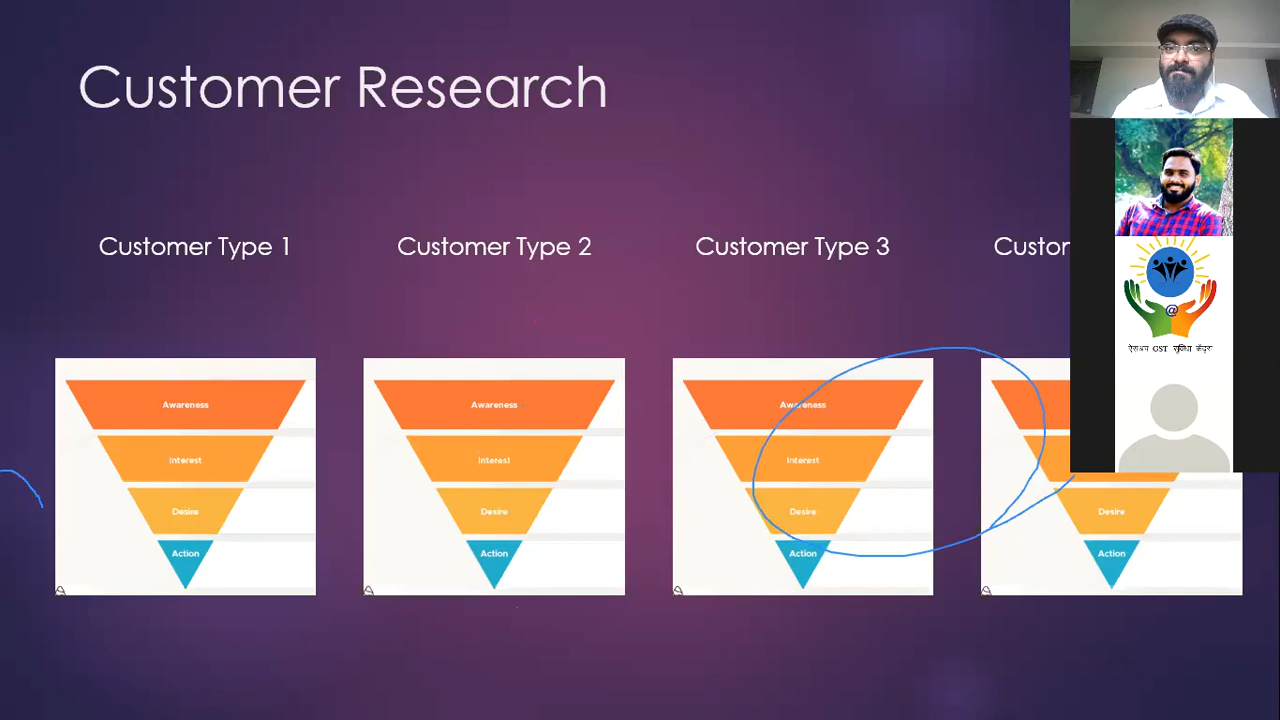 Customer Research
Customer Type 1
Customer Type 2
Customer Type 3
Awareness
Interest
Desire
Action
Awareness
Interest
Desire
Action
Awareness
Interest
Desire
Action
Desire
Action
GST सुविधा केंद्र